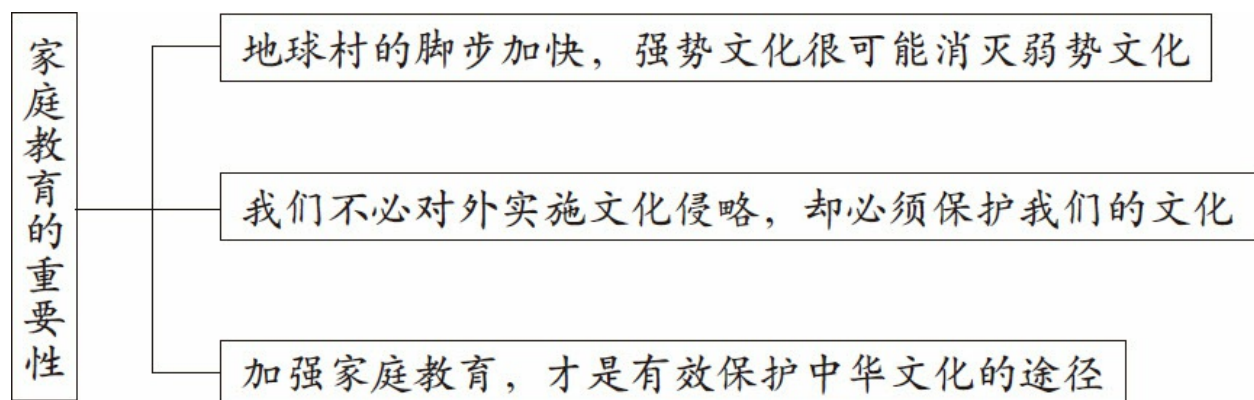 家庭教育的重要性
地球村的脚步加快，强势文化很可能消灭弱势文化
我们不必对外实施文化侵略，却必须保护我们的文化
加强家庭教育，才是有效保护中华文化的途径